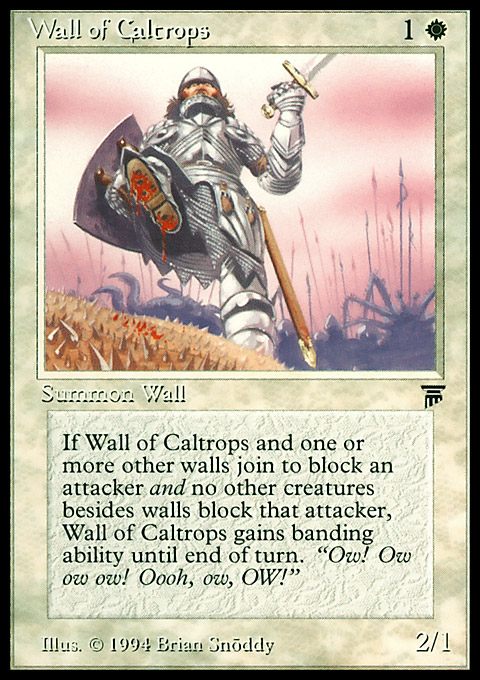 Wall of Caltrops 1
Summon Wall
If Wall of Caltrops and one or
more other walls join to block an
attacker and no other creatures
besides walls block that attacker,
Wall of Caltrops gains banding
ability until end of turn. “Ow! Ow
ow ow! Oooh, ow, OW!”
Illus. © 1994 Brian Snōddy 2/1